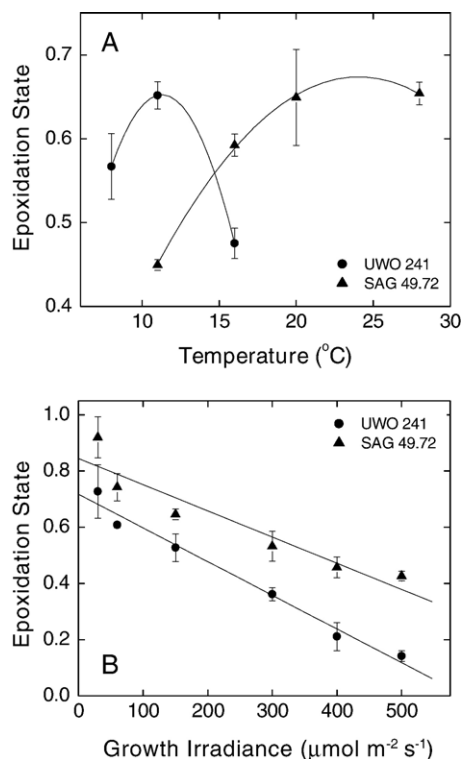 A
0.7
0.6
0.5
0.4
Epoxidation State
UWO 241
SAG 49.72
10 15 20 25 30
Temperature (°C)
B
1.0
0.8
0.6
0.4
0.2
0.0
Epoxidation State
UWO 241
SAG 49.72
0 100 200 300 400 500
Growth Irradiance (μmol m⁻² s⁻¹)